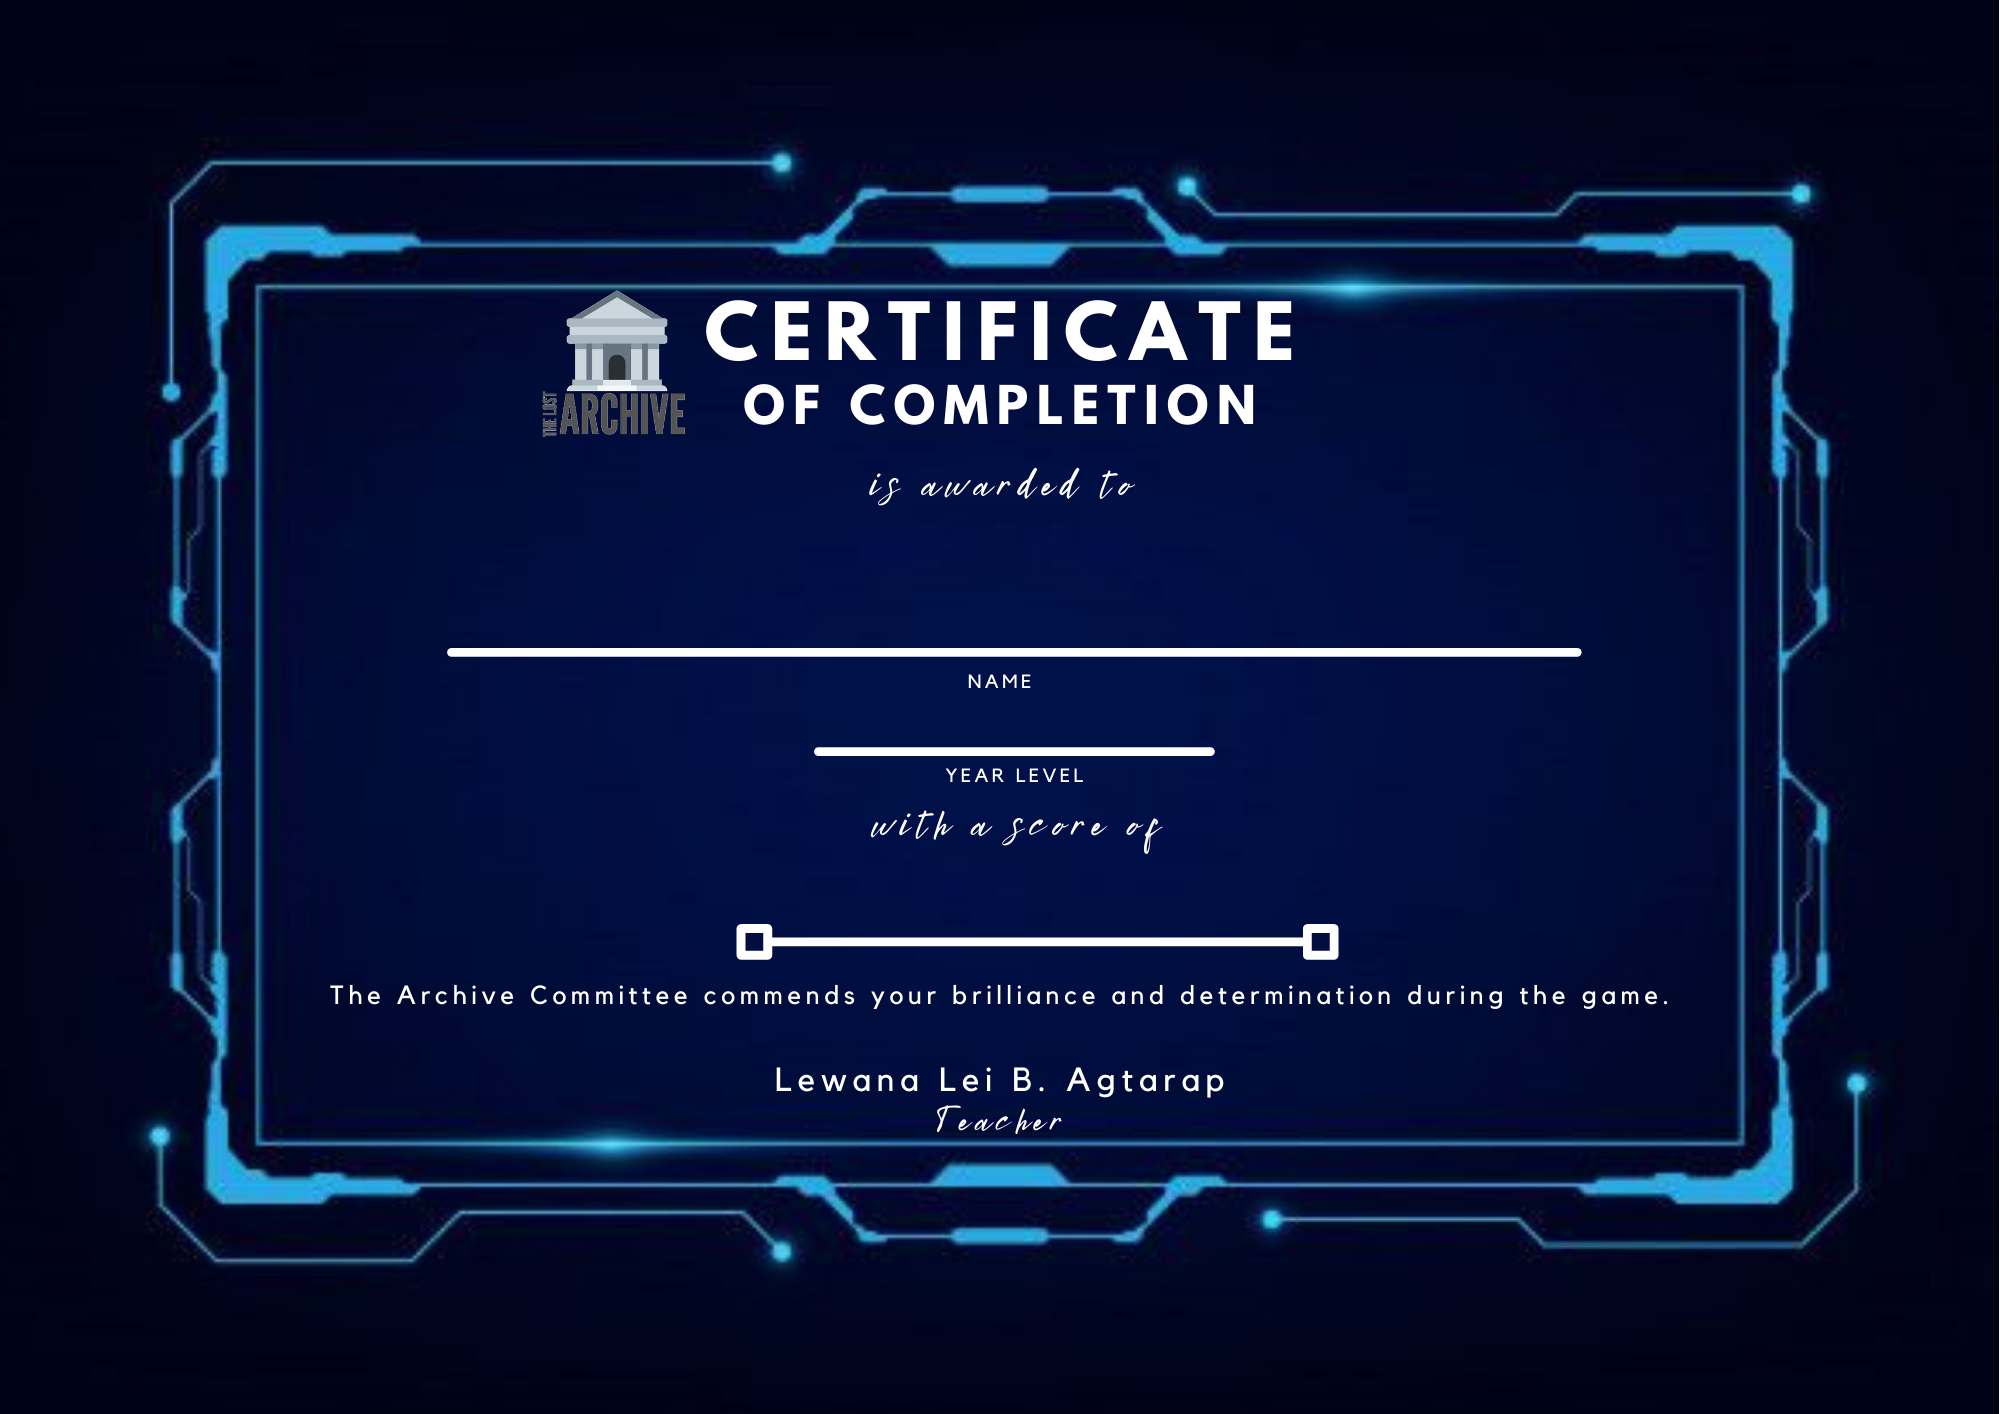 CERTIFICATE
OF COMPLETION
THE LOST ARCHIVE
is awarded to
NAME
YEAR LEVEL
with a score of
The Archive Committee commends your brilliance and determination during the game.
Lewana Lei B. Agtarap
Teacher